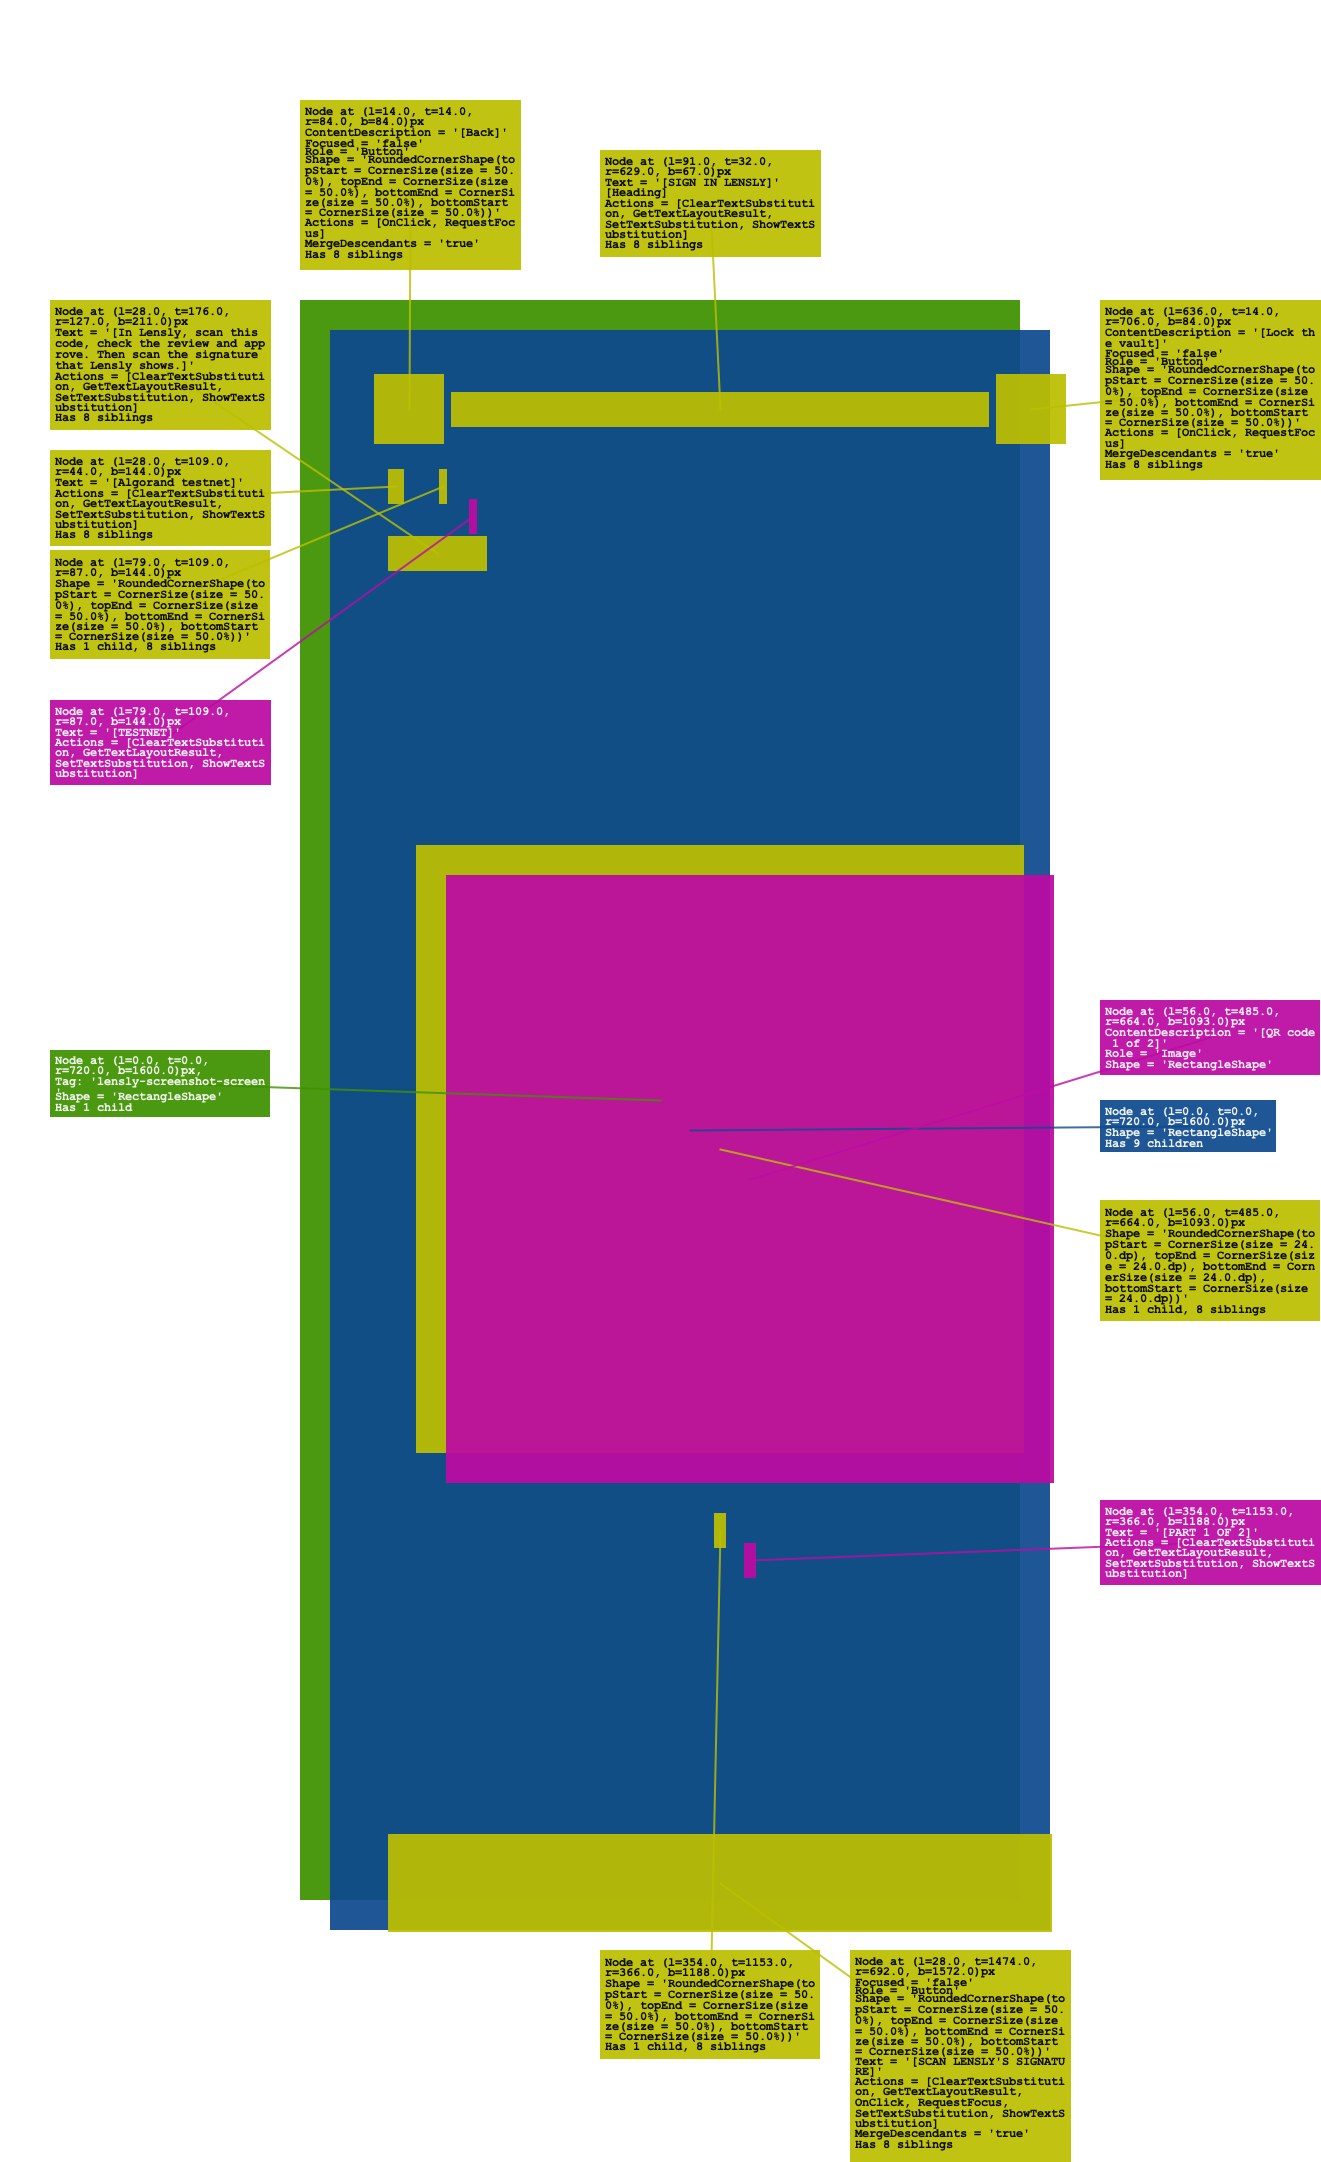 Node at (l=14.0, t=14.0,
r=84.0, b=84.0)px
ContentDescription = '[Back]'
Focused = 'false'
Role = 'Button'
Shape = 'RoundedCornerShape(to
pStart = CornerSize(size = 50.
0%), topEnd = CornerSize(size
= 50.0%), bottomEnd = CornerSi
ze(size = 50.0%), bottomStart
= CornerSize(size = 50.0%))'
Actions = [OnClick, RequestFoc
us]
MergeDescendants = 'true'
Has 8 siblings
Node at (l=91.0, t=32.0,
r=629.0, b=67.0)px
Text = '[SIGN IN LENSLY]'
[Heading]
Actions = [ClearTextSubstituti
on, GetTextLayoutResult,
SetTextSubstitution, ShowTextS
ubstitution]
Has 8 siblings
Node at (l=28.0, t=176.0,
r=127.0, b=211.0)px
Text = '[In Lensly, scan this
code, check the review and app
rove. Then scan the signature
that Lensly shows.]'
Actions = [ClearTextSubstituti
on, GetTextLayoutResult,
SetTextSubstitution, ShowTextS
ubstitution]
Has 8 siblings
Node at (l=636.0, t=14.0,
r=706.0, b=84.0)px
ContentDescription = '[Lock th
e vault]'
Focused = 'false'
Role = 'Button'
Shape = 'RoundedCornerShape(to
pStart = CornerSize(size = 50.
0%), topEnd = CornerSize(size
= 50.0%), bottomEnd = CornerSi
ze(size = 50.0%), bottomStart
= CornerSize(size = 50.0%))'
Actions = [OnClick, RequestFoc
us]
MergeDescendants = 'true'
Has 8 siblings
Node at (l=28.0, t=109.0,
r=44.0, b=144.0)px
Text = '[Algorand testnet]'
Actions = [ClearTextSubstituti
on, GetTextLayoutResult,
SetTextSubstitution, ShowTextS
ubstitution]
Has 8 siblings
Node at (l=79.0, t=109.0,
r=87.0, b=144.0)px
Shape = 'RoundedCornerShape(to
pStart = CornerSize(size = 50.
0%), topEnd = CornerSize(size
= 50.0%), bottomEnd = CornerSi
ze(size = 50.0%), bottomStart
= CornerSize(size = 50.0%))'
Has 1 child, 8 siblings
Node at (l=79.0, t=109.0,
r=87.0, b=144.0)px
Text = '[TESTNET]'
Actions = [ClearTextSubstituti
on, GetTextLayoutResult,
SetTextSubstitution, ShowTextS
ubstitution]
Node at (l=56.0, t=485.0,
r=664.0, b=1093.0)px
ContentDescription = '[QR code
 1 of 2]'
Role = 'Image'
Shape = 'RectangleShape'
Node at (l=0.0, t=0.0,
r=720.0, b=1600.0)px,
Tag: 'lensly-screenshot-screen
'
Shape = 'RectangleShape'
Has 1 child
Node at (l=0.0, t=0.0,
r=720.0, b=1600.0)px
Shape = 'RectangleShape'
Has 9 children
Node at (l=56.0, t=485.0,
r=664.0, b=1093.0)px
Shape = 'RoundedCornerShape(to
pStart = CornerSize(size = 24.
0.dp), topEnd = CornerSize(siz
e = 24.0.dp), bottomEnd = Corn
erSize(size = 24.0.dp),
bottomStart = CornerSize(size
= 24.0.dp))'
Has 1 child, 8 siblings
Node at (l=354.0, t=1153.0,
r=366.0, b=1188.0)px
Text = '[PART 1 OF 2]'
Actions = [ClearTextSubstituti
on, GetTextLayoutResult,
SetTextSubstitution, ShowTextS
ubstitution]
Node at (l=354.0, t=1153.0,
r=366.0, b=1188.0)px
Shape = 'RoundedCornerShape(to
pStart = CornerSize(size = 50.
0%), topEnd = CornerSize(size
= 50.0%), bottomEnd = CornerSi
ze(size = 50.0%), bottomStart
= CornerSize(size = 50.0%))'
Has 1 child, 8 siblings
Node at (l=28.0, t=1474.0,
r=692.0, b=1572.0)px
Focused = 'false'
Role = 'Button'
Shape = 'RoundedCornerShape(to
pStart = CornerSize(size = 50.
0%), topEnd = CornerSize(size
= 50.0%), bottomEnd = CornerSi
ze(size = 50.0%), bottomStart
= CornerSize(size = 50.0%))'
Text = '[SCAN LENSLY'S SIGNATU
RE]'
Actions = [ClearTextSubstituti
on, GetTextLayoutResult,
OnClick, RequestFocus,
SetTextSubstitution, ShowTextS
ubstitution]
MergeDescendants = 'true'
Has 8 siblings